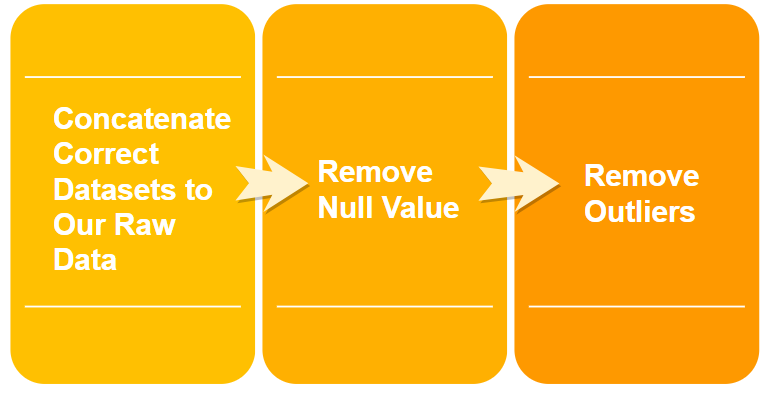 Concatenate
Correct
Datasets to
Our Raw
Data
Remove
Null Value
Remove
Outliers